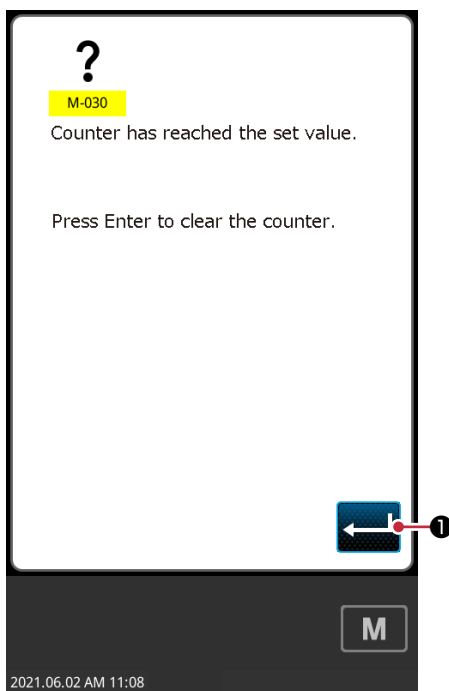 ?
M-030
Counter has reached the set value.
Press Enter to clear the counter.
❶
M
2021.06.02 AM 11:08